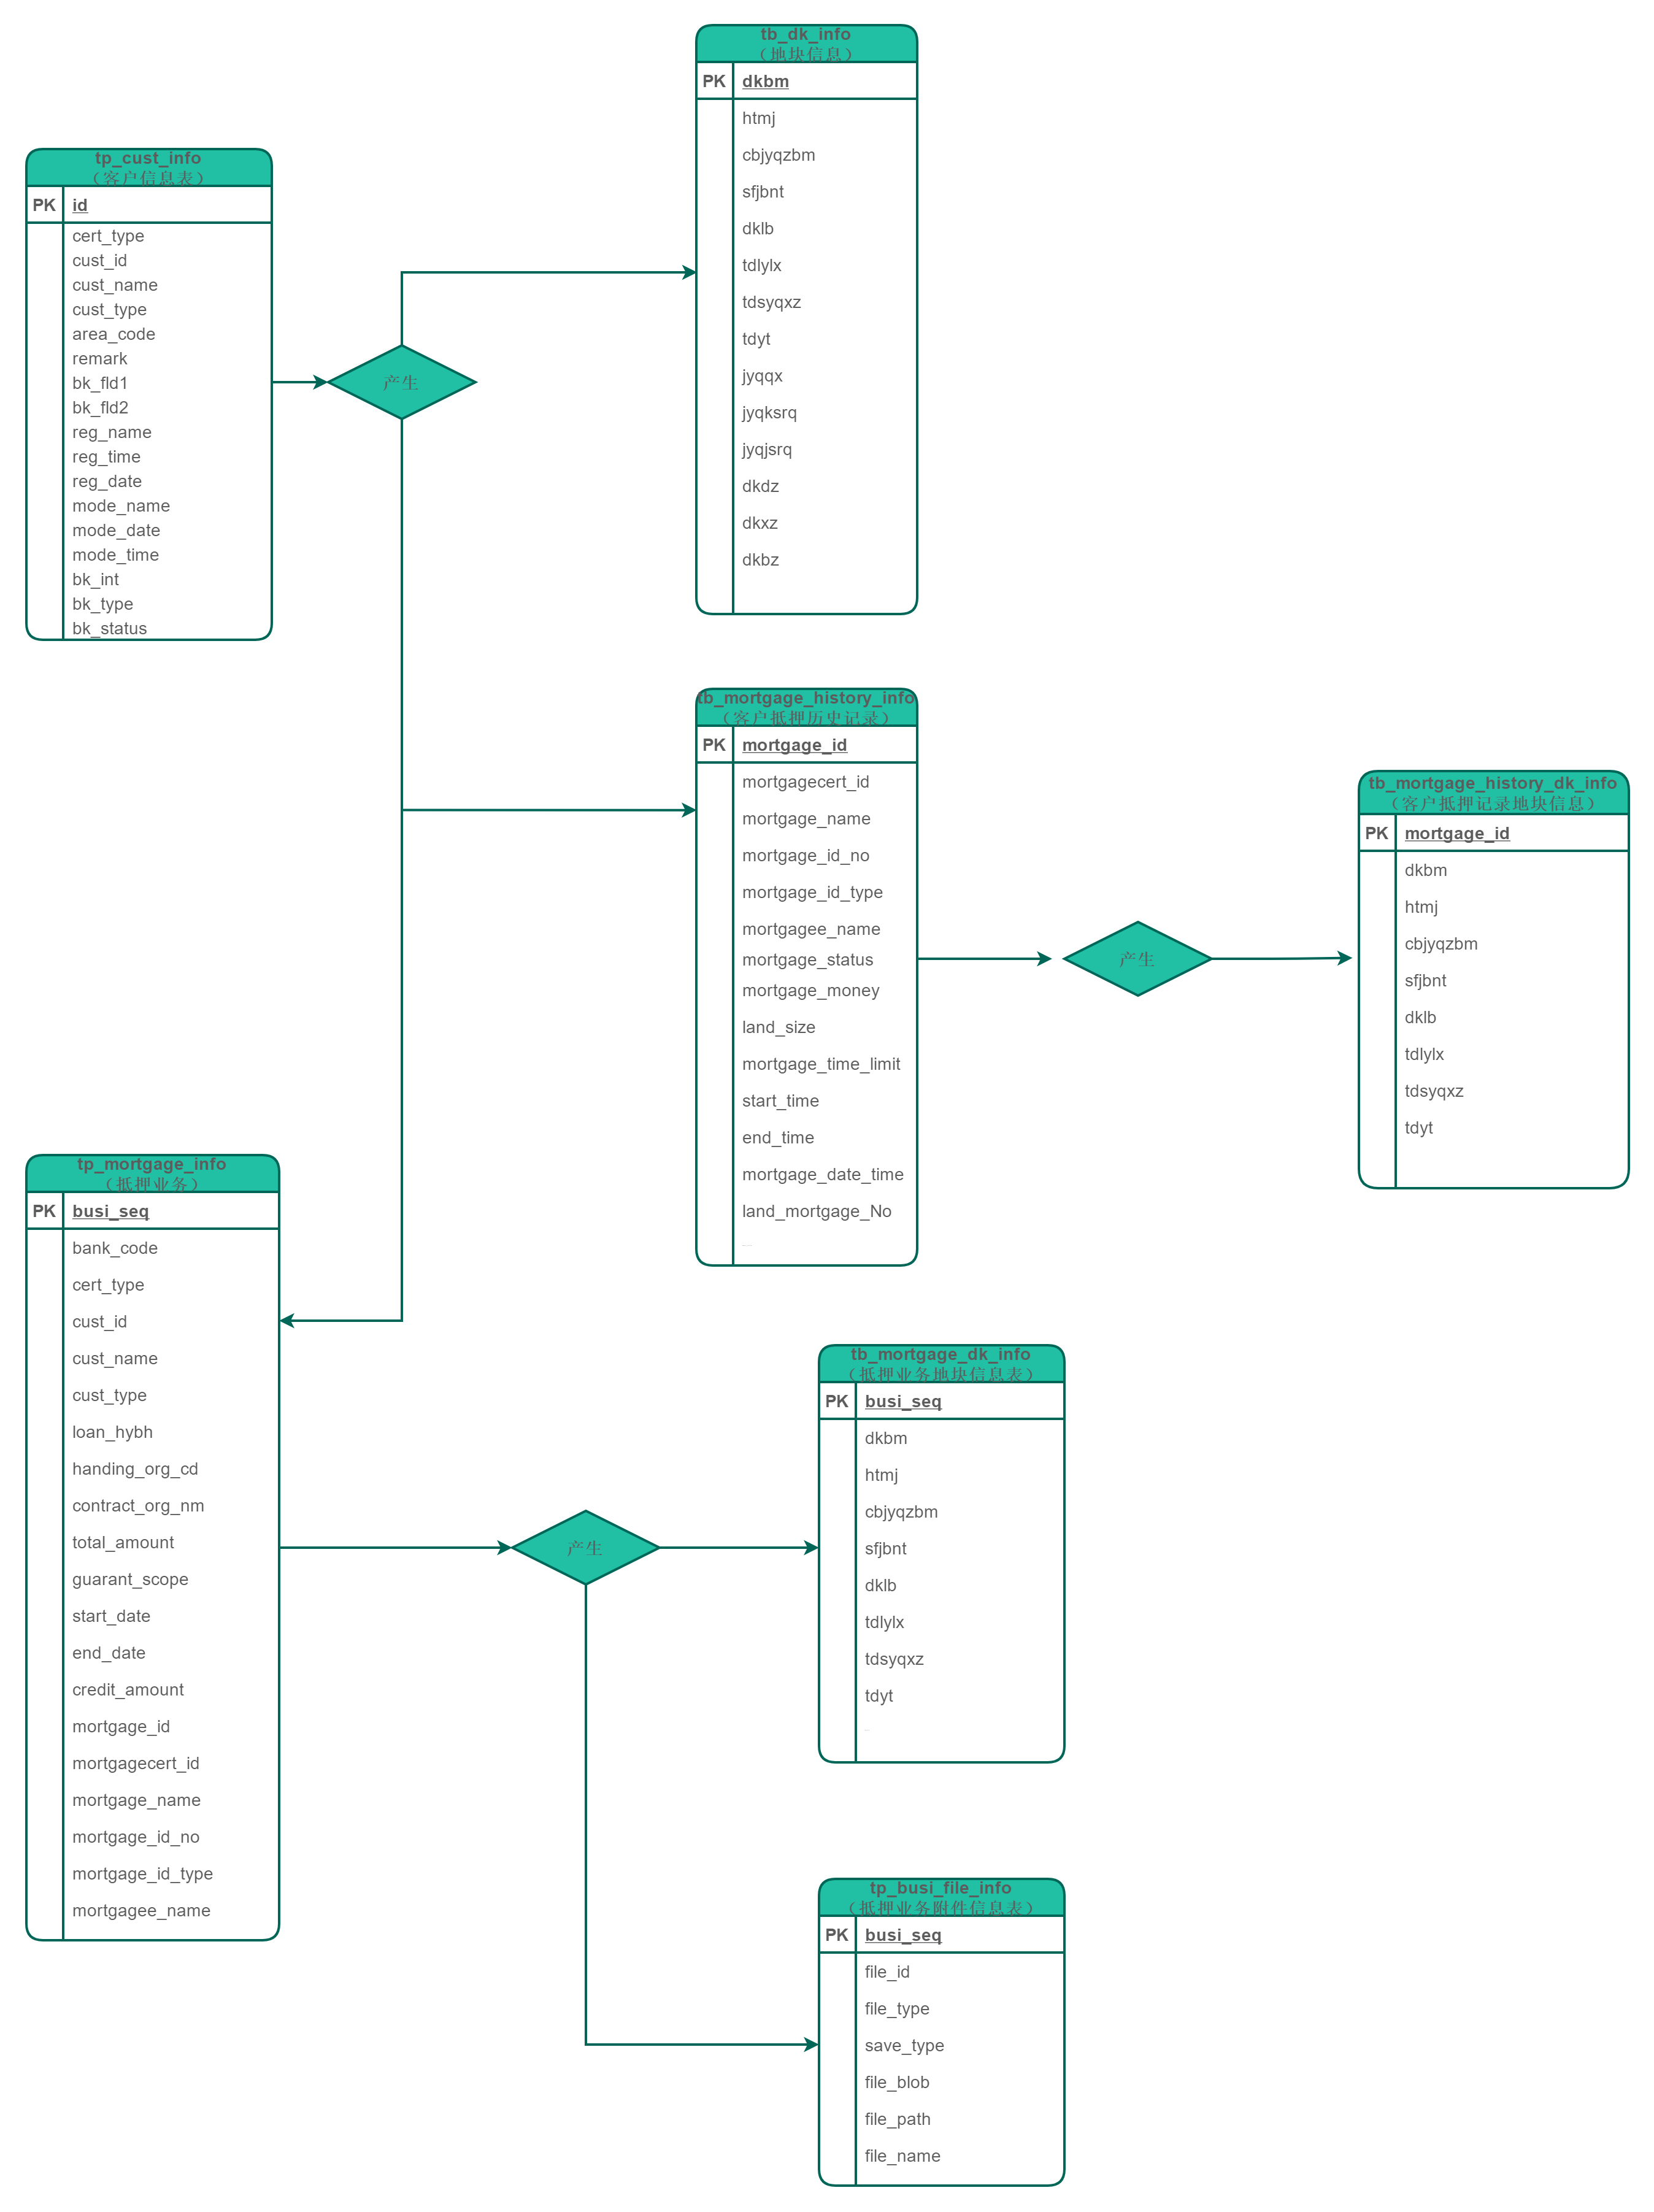 tb_dk_info
（地块信息）
PK
dkbm
htmj
cbjyqzbm
sfjbnt
dklb
tdlylx
tdsyqxz
tdyt
jyqqx
jyqksrq
jyqjsrq
dkdz
dkxz
dkbz
tp_cust_info
（客户信息表）
PK
id
cert_type
cust_id
cust_name
cust_type
area_code
remark
bk_fld1
bk_fld2
reg_name
reg_time
reg_date
mode_name
mode_date
mode_time
bk_int
bk_type
bk_status
产生
tb_mortgage_history_info
（客户抵押历史记录）
PK
mortgage_id
mortgagecert_id
mortgage_name
mortgage_id_no
mortgage_id_type
mortgagee_name
mortgage_status
mortgage_money
land_size
mortgage_time_limit
start_time
end_time
mortgage_date_time
land_mortgage_No
产生
tb_mortgage_history_dk_info
（客户抵押记录地块信息）
PK
mortgage_id
dkbm
htmj
cbjyqzbm
sfjbnt
dklb
tdlylx
tdsyqxz
tdyt
tp_mortgage_info
（抵押业务）
PK
busi_seq
bank_code
cert_type
cust_id
cust_name
cust_type
loan_hybh
handing_org_cd
contract_org_nm
total_amount
guarant_scope
start_date
end_date
credit_amount
mortgage_id
mortgagecert_id
mortgage_name
mortgage_id_no
mortgage_id_type
mortgagee_name
产生
tb_mortgage_dk_info
（抵押业务地块信息表）
PK
busi_seq
dkbm
htmj
cbjyqzbm
sfjbnt
dklb
tdlylx
tdsyqxz
tdyt
tp_busi_file_info
（抵押业务附件信息表）
PK
busi_seq
file_id
file_type
save_type
file_blob
file_path
file_name